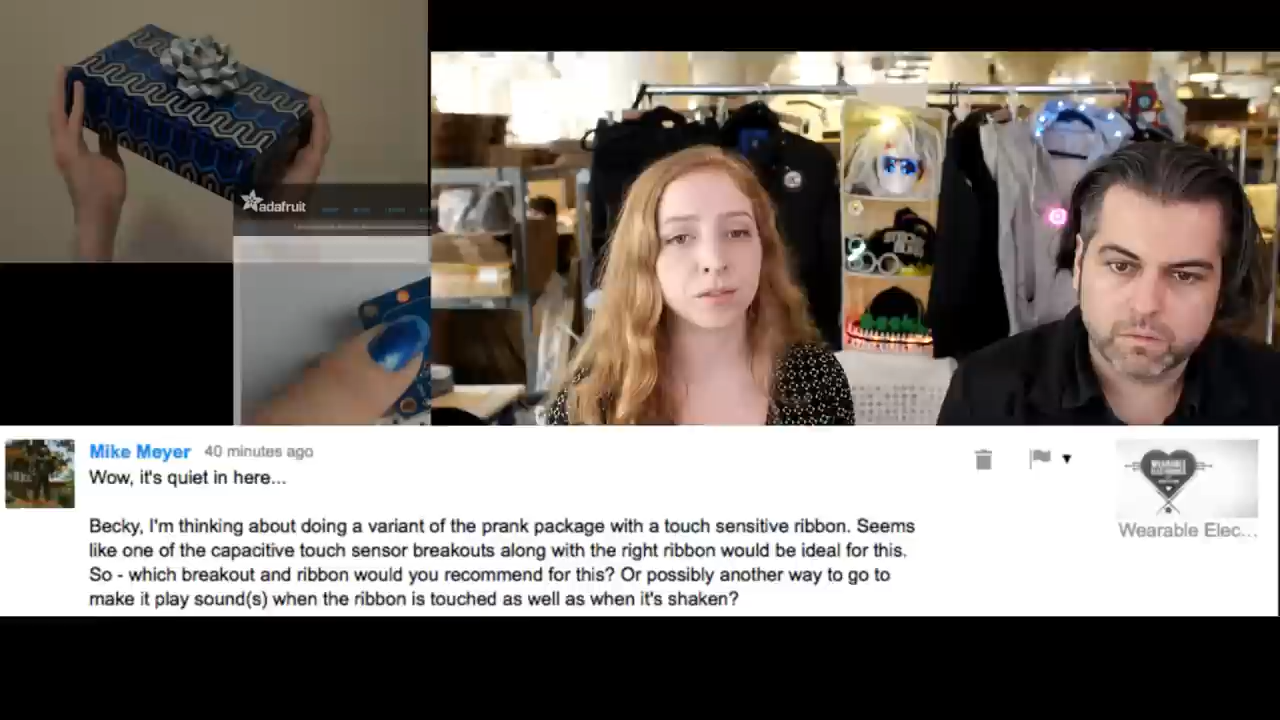 adafruit
Mike Meyer 40 minutes ago
Wow, it's quiet in here...
Becky, I'm thinking about doing a variant of the prank package with a touch sensitive ribbon. Seems
like one of the capacitive touch sensor breakouts along with the right ribbon would be ideal for this.
So - which breakout and ribbon would you recommend for this? Or possibly another way to go to
make it play sound(s) when the ribbon is touched as well as when it's shaken?
WEARABLE
Wearable Elec...